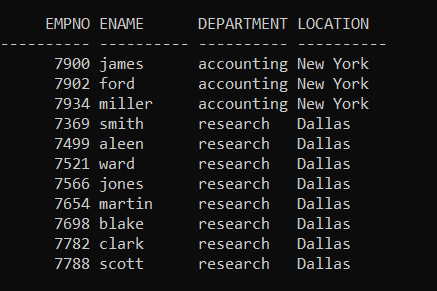 EMPNO ENAME      DEPARTMENT LOCATION
---------- ---------- ---------- ----------
      7900 james      accounting New York
      7902 ford       accounting New York
      7934 miller     accounting New York
      7369 smith      research   Dallas
      7499 aleen      research   Dallas
      7521 ward       research   Dallas
      7566 jones      research   Dallas
      7654 martin     research   Dallas
      7698 blake      research   Dallas
      7782 clark      research   Dallas
      7788 scott      research   Dallas